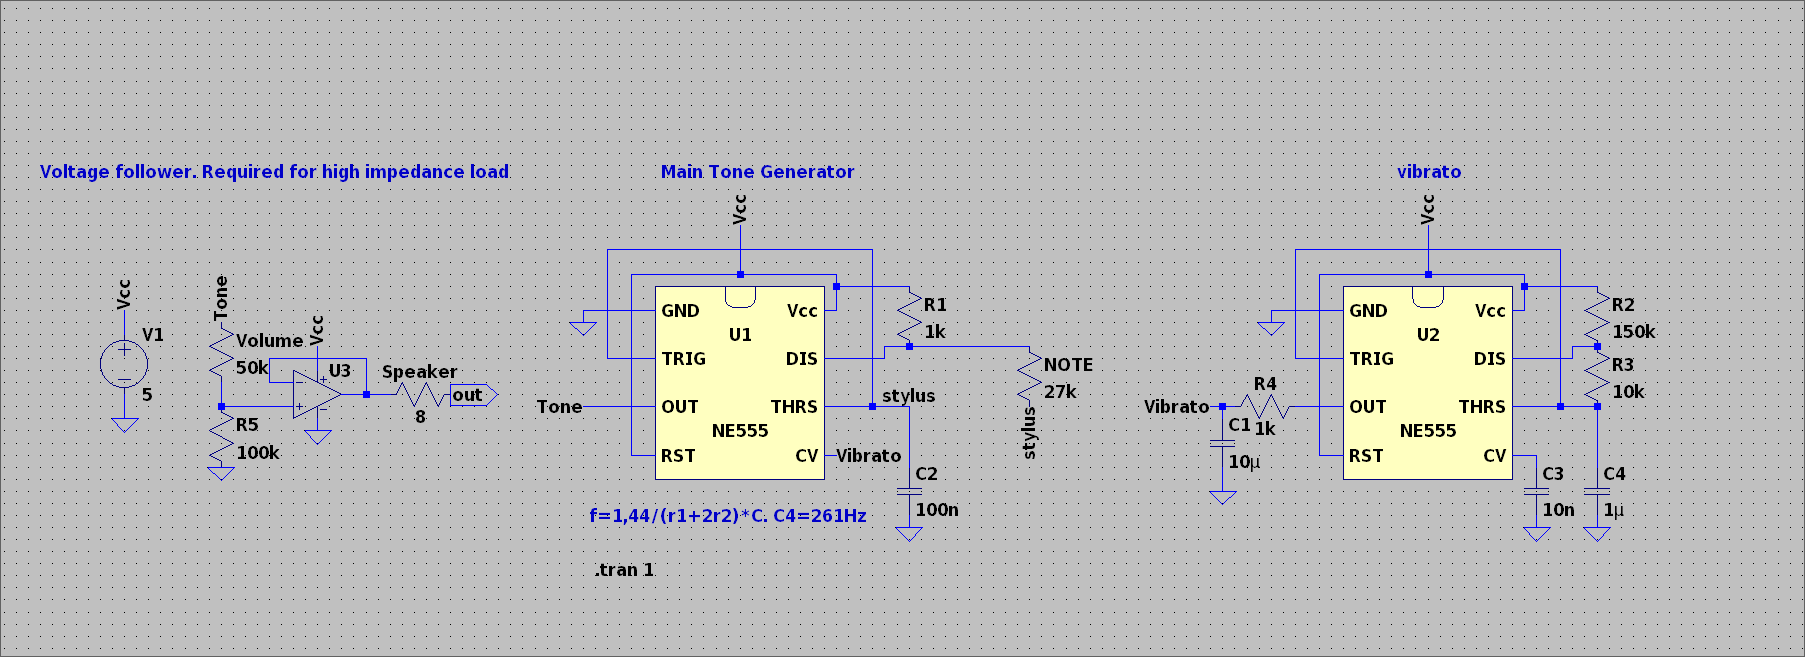 Voltage follower. Required for high impedance load
Vcc
V1
5
Tone
Volume
50k
R5
100k
Vcc
U3
Speaker
8
out
Main Tone Generator
Vcc
GND
Vcc
U1
TRIG
DIS
OUT
THRS
NE555
RST
CV
Tone
R1
1k
NOTE
27k
stylus
stylus
Vibrato
C2
100n
f=1,44/(r1+2r2)*C. C4=261Hz
.tran 1
vibrato
Vcc
GND
Vcc
U2
TRIG
DIS
OUT
THRS
NE555
RST
CV
R2
150k
R3
10k
R4
1k
Vibrato
C1
10µ
C3
10n
C4
1µ